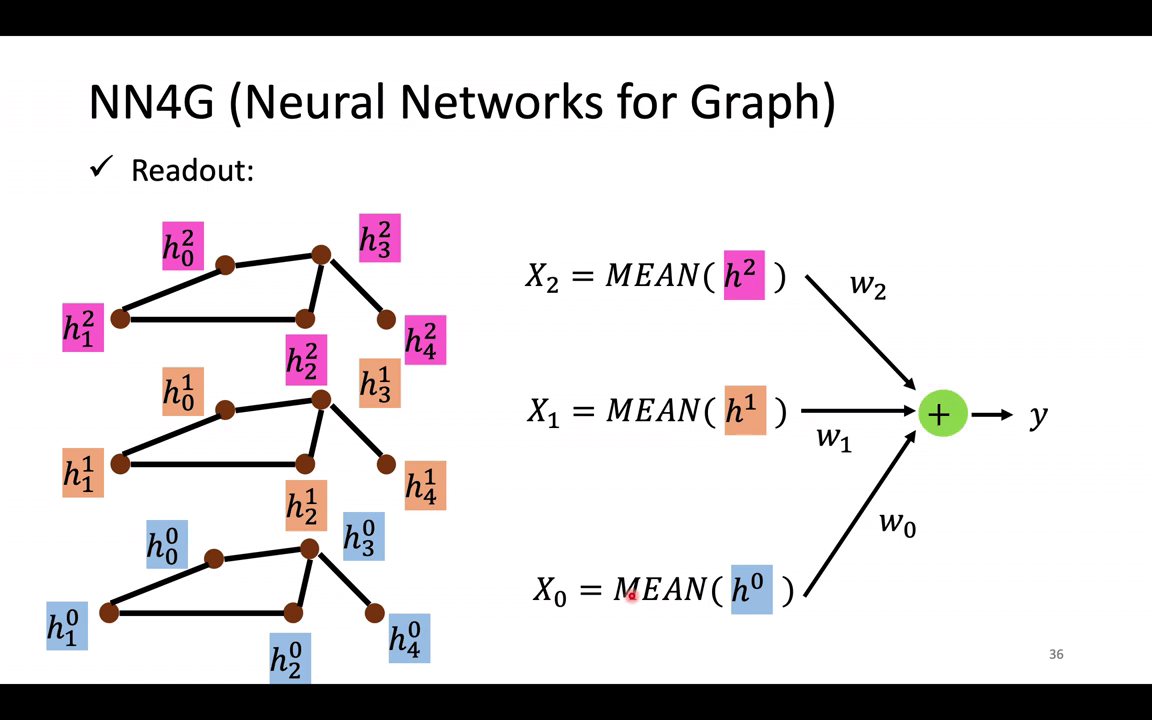 NN4G (Neural Networks for Graph)
✓ Readout:
h_0^2
h_3^2
h_1^2
h_2^2
h_4^2
X_2 = MEAN( h^2 )
w_2
h_0^1
h_3^1
h_1^1
h_2^1
h_4^1
X_1 = MEAN( h^1 )
w_1
+
y
h_0^0
h_3^0
h_1^0
h_2^0
h_4^0
X_0 = MEAN( h^0 )
w_0
36